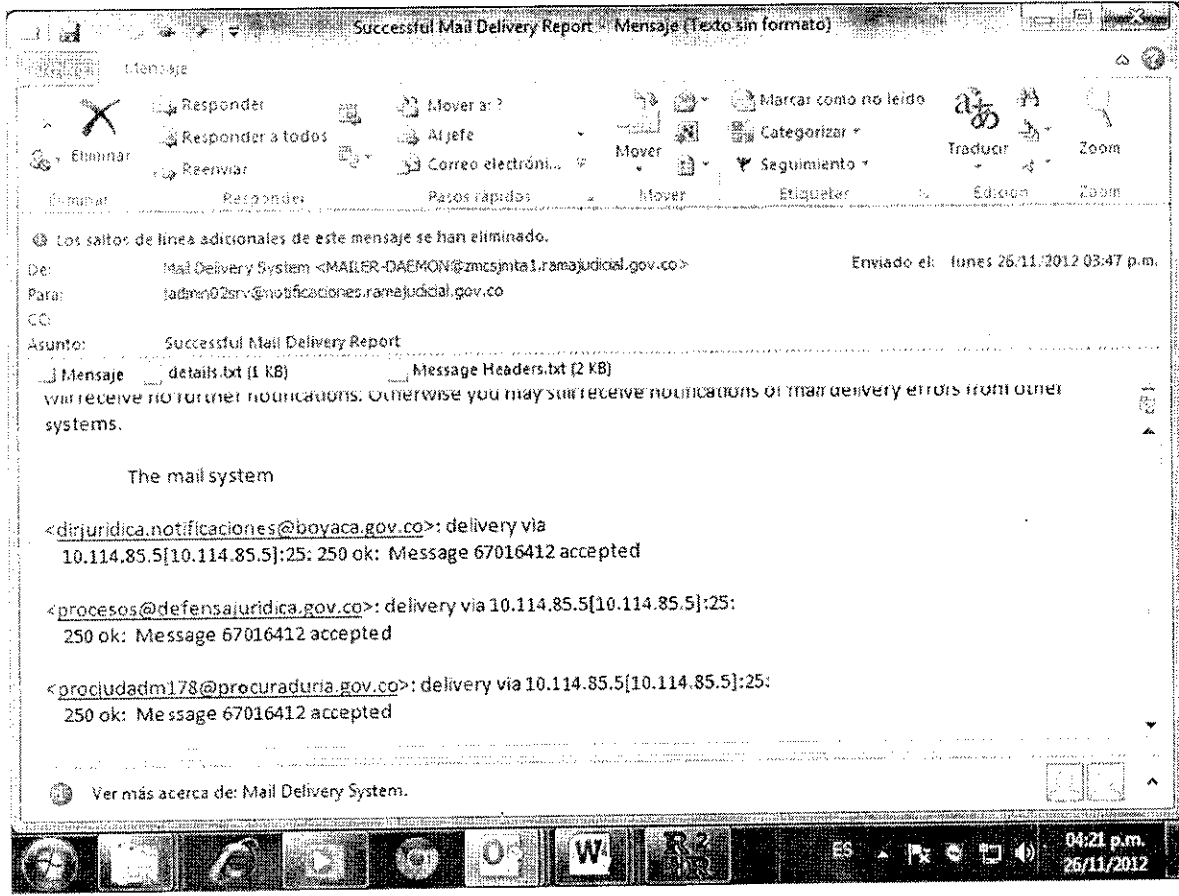 Successful Mail Delivery Report - Mensaje (Texto sin formato)
Mensaje
Eliminar
Responder
Responder a todos
Reenviar
Mover a: ?
Al jefe
Correo electróni...
Mover
Marcar como no leído
Categorizar
Seguimiento
Traducir
Zoom
Eliminar Responder Pasos rápidos Mover Etiquetar Edición Zoom
Los saltos de línea adicionales de este mensaje se han eliminado.
De: Mail Delivery System <MAILER-DAEMON@zmcsjmta1.ramajudicial.gov.co> Enviado el: lunes 26/11/2012 03:47 p.m.
Para: jadmn02srv@notificaciones.ramajudicial.gov.co
CC:
Asunto: Successful Mail Delivery Report
Mensaje details.txt (1 KB) Message Headers.txt (2 KB)
will receive no further notifications. Otherwise you may still receive notifications of mail delivery errors from other
systems.
The mail system
<dirjuridica.notificaciones@boyaca.gov.co>: delivery via
10.114.85.5[10.114.85.5]:25: 250 ok: Message 67016412 accepted
<procesos@defensajuridica.gov.co>: delivery via 10.114.85.5[10.114.85.5]:25:
250 ok: Message 67016412 accepted
<procjudadm178@procuraduria.gov.co>: delivery via 10.114.85.5[10.114.85.5]:25:
250 ok: Message 67016412 accepted
Ver más acerca de: Mail Delivery System.
ES
04:21 p.m.
26/11/2012